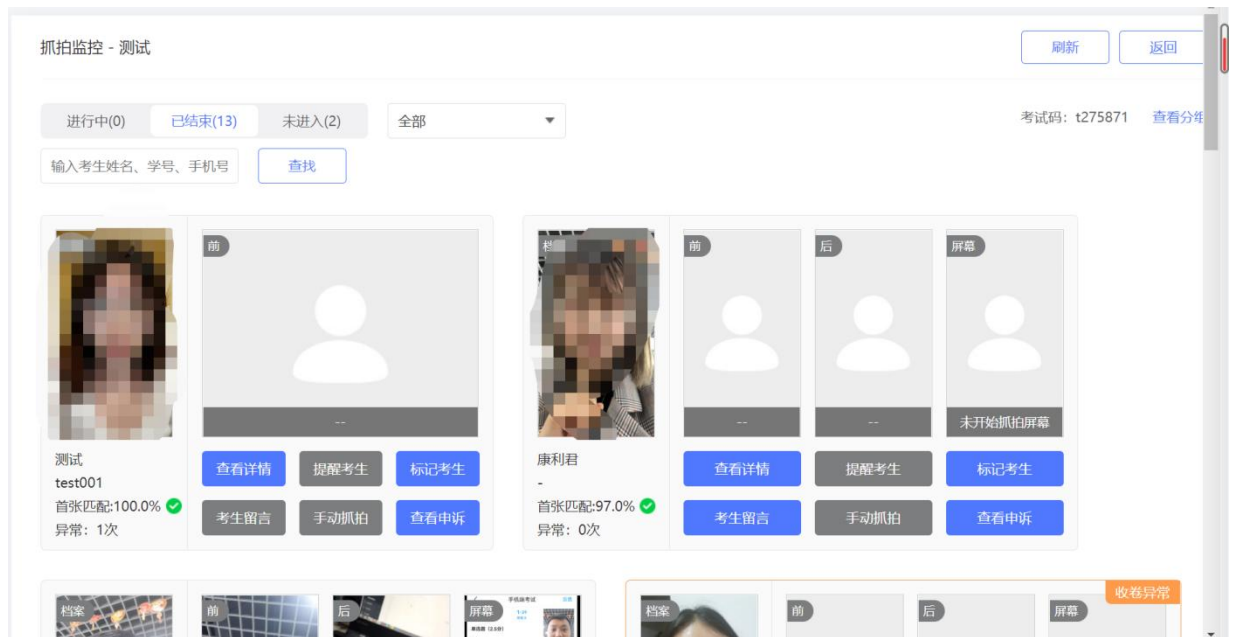 抓拍监控 - 测试
刷新
返回
进行中(0)
已结束(13)
未进入(2)
全部
考试码：t275871
查看分组
输入考生姓名、学号、手机号
查找
前
--
测试
test001
首张匹配:100.0%
异常：1次
查看详情
提醒考生
标记考生
考生留言
手动抓拍
查看申诉
前
后
屏幕
--
--
未开始抓拍屏幕
康利君
-
首张匹配:97.0%
异常：0次
查看详情
提醒考生
标记考生
考生留言
手动抓拍
查看申诉
档案
前
后
屏幕
手机端考试
收卷异常
档案
前
后
屏幕